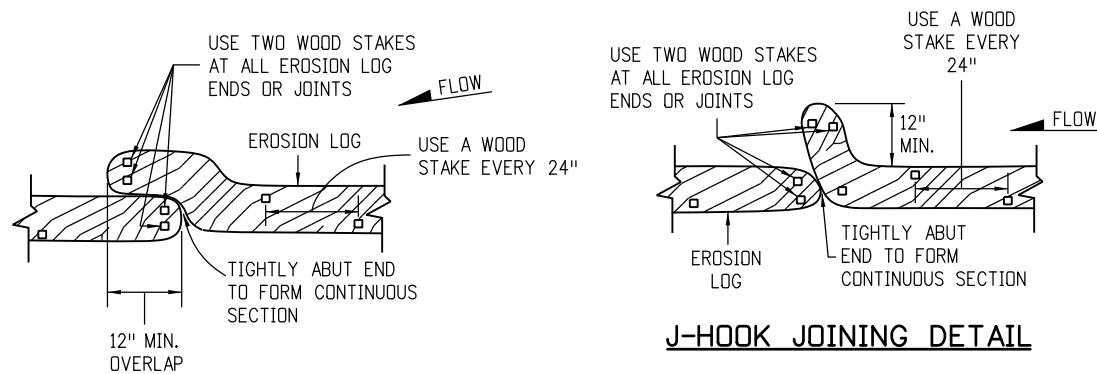 USE TWO WOOD STAKES
AT ALL EROSION LOG
ENDS OR JOINTS
FLOW
EROSION LOG
USE A WOOD
STAKE EVERY 24"
TIGHTLY ABUT END
TO FORM CONTINUOUS
SECTION
12" MIN.
OVERLAP
USE A WOOD
STAKE EVERY
24"
USE TWO WOOD STAKES
AT ALL EROSION LOG
ENDS OR JOINTS
12"
MIN.
FLOW
EROSION
LOG
TIGHTLY ABUT
END TO FORM
CONTINUOUS SECTION
J-HOOK JOINING DETAIL